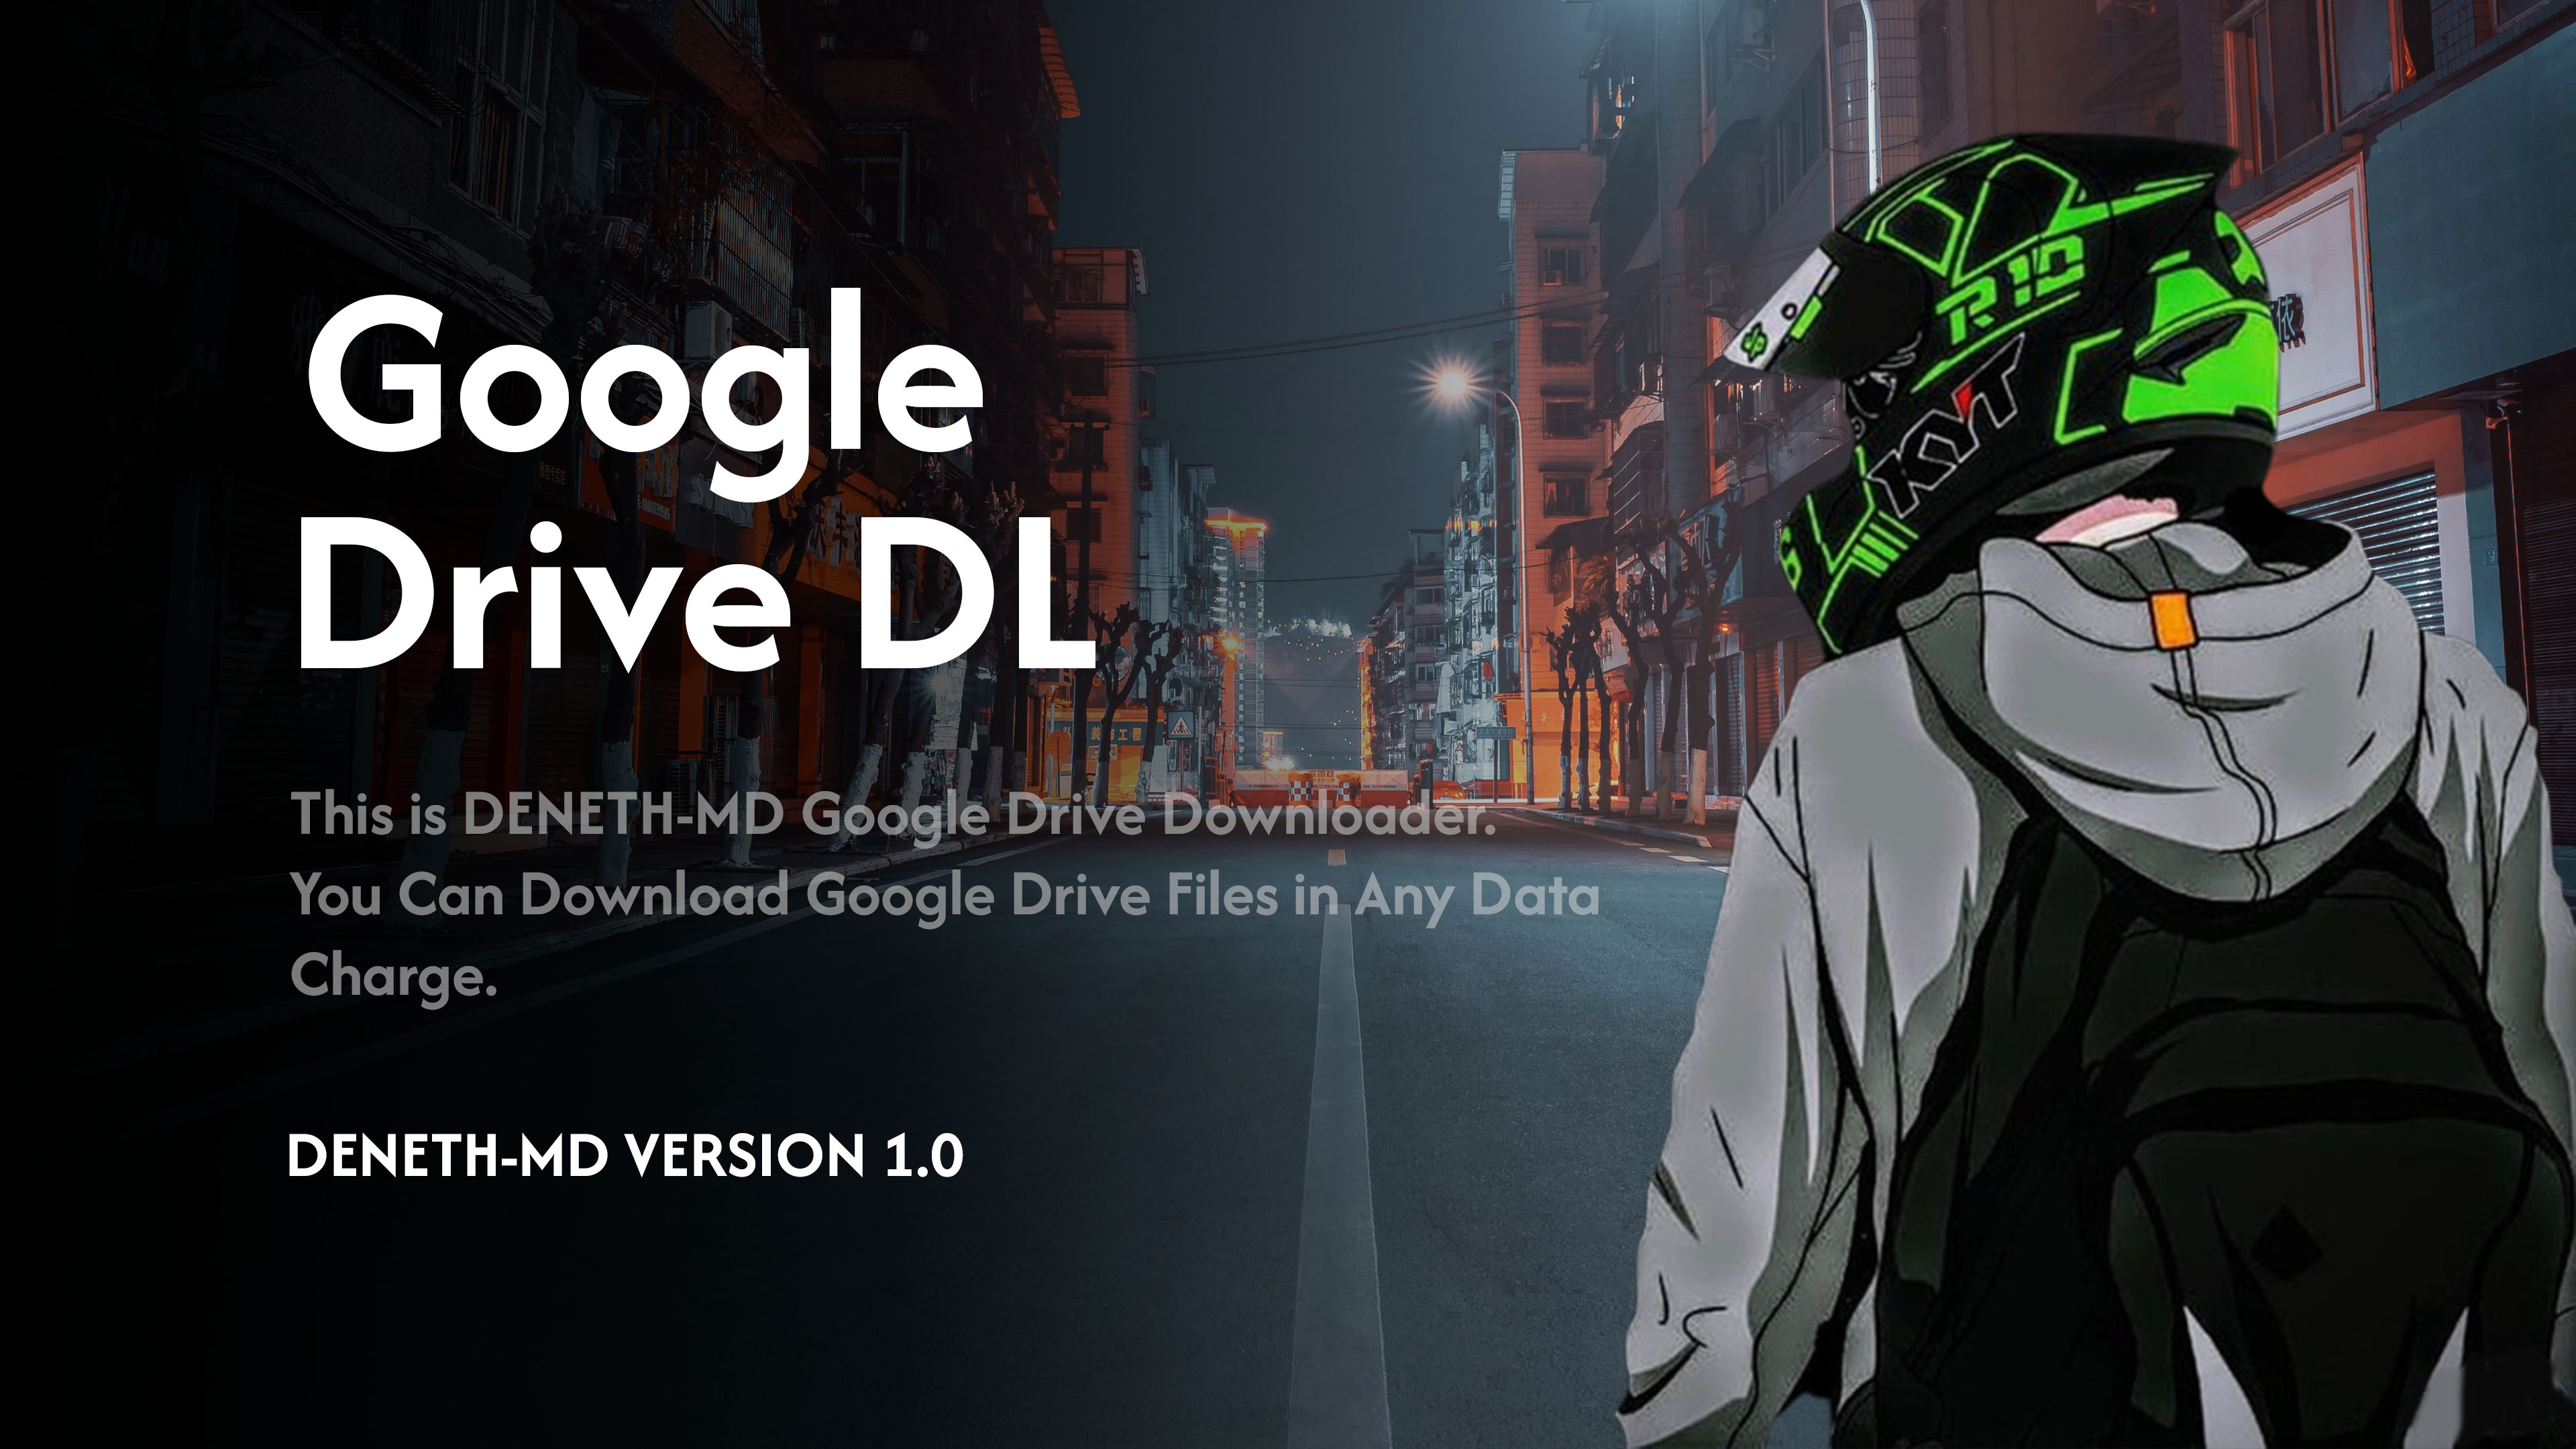 Google
Drive DL
This is DENETH-MD Google Drive Downloader.
You Can Download Google Drive Files in Any Data
Charge.
DENETH-MD VERSION 1.0
R10
KYT
依